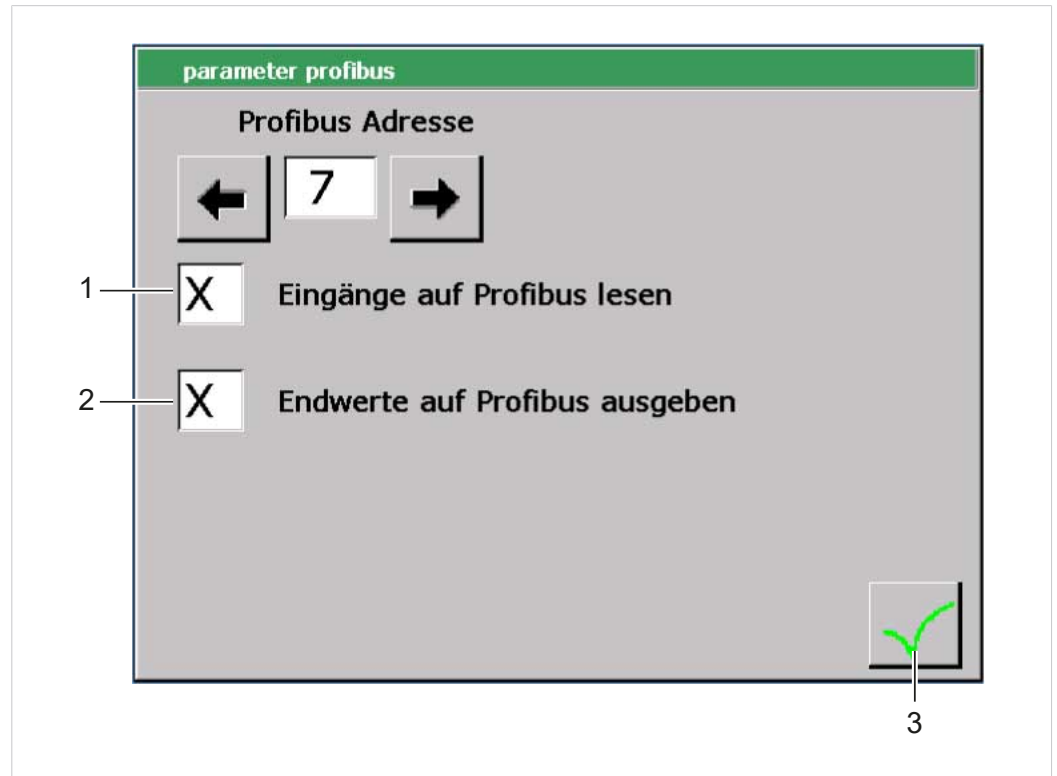 parameter profibus
Profibus Adresse
7
1
X Eingänge auf Profibus lesen
2
X Endwerte auf Profibus ausgeben
3